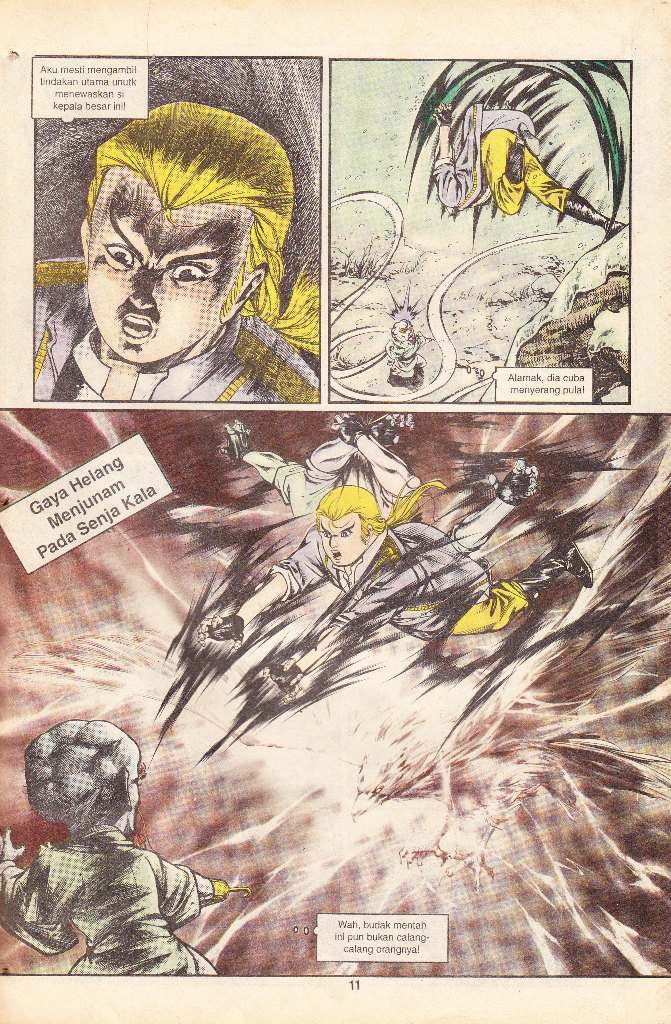 Aku mesti mengambil
tindakan utama unutk
menewaskan si
kepala besar ini!
Alamak, dia cuba
menyerang pula!
Gaya Helang
Menjunam
Pada Senja Kala
Wah, budak mentah
ini pun bukan calang-
calang orangnya!
11